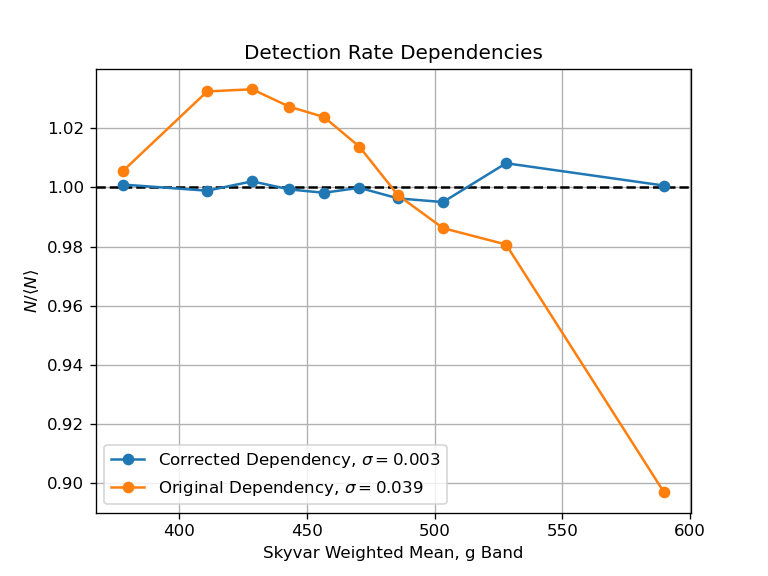 Detection Rate Dependencies
N/⟨N⟩
1.02
1.00
0.98
0.96
0.94
0.92
0.90
Corrected Dependency, σ = 0.003
Original Dependency, σ = 0.039
400 450 500 550 600
Skyvar Weighted Mean, g Band